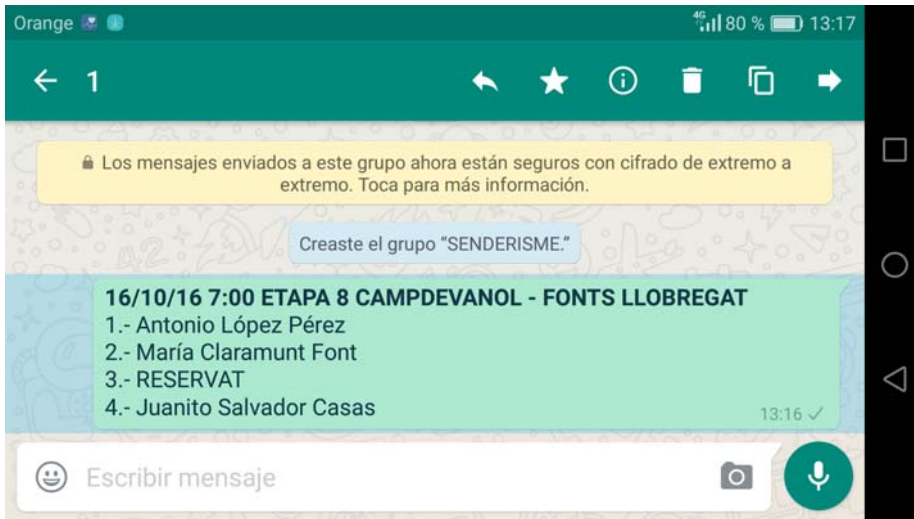 Orange 4G 80 % 13:17
1
Los mensajes enviados a este grupo ahora están seguros con cifrado de extremo a
extremo. Toca para más información.
Creaste el grupo “SENDERISME.”
16/10/16 7:00 ETAPA 8 CAMPDEVANOL - FONTS LLOBREGAT
1.- Antonio López Pérez
2.- María Claramunt Font
3.- RESERVAT
4.- Juanito Salvador Casas
13:16
Escribir mensaje